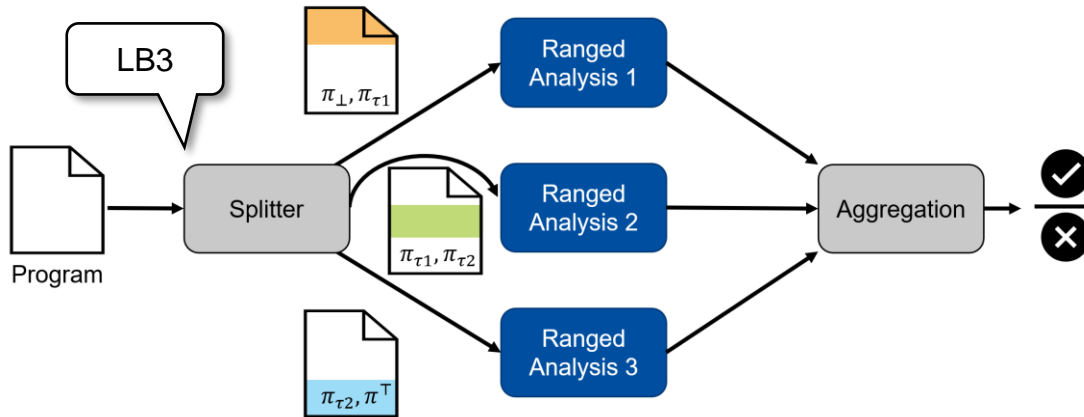 LB3
π⊥, πτ1
Ranged
Analysis 1
Program
Splitter
πτ1, πτ2
Ranged
Analysis 2
Aggregation
πτ2, π⊤
Ranged
Analysis 3